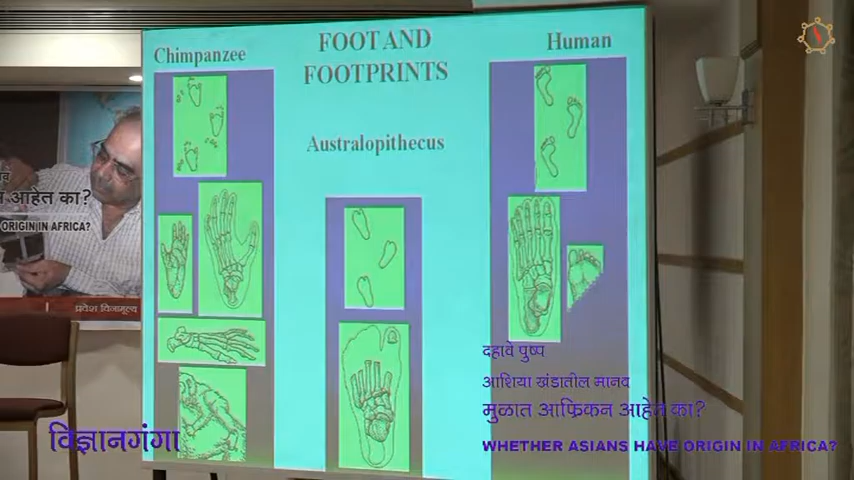 Chimpanzee
FOOT AND
FOOTPRINTS
Human
Australopithecus
आहेत का?
ORIGIN IN AFRICA?
प्रवेश विनामूल्य
दहावे पुष्प
आशिया खंडातील मानव
मुळात आफ्रिकन आहेत का?
WHETHER ASIANS HAVE ORIGIN IN AFRICA?
विज्ञानगंगा